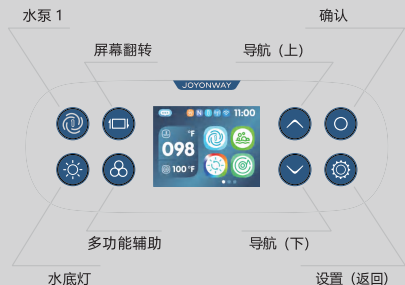 水泵 1
确认
屏幕翻转
导航（上）
JOYONWAY
11:00
°F
098
100 °F
多功能辅助
导航（下）
水底灯
设置（返回）